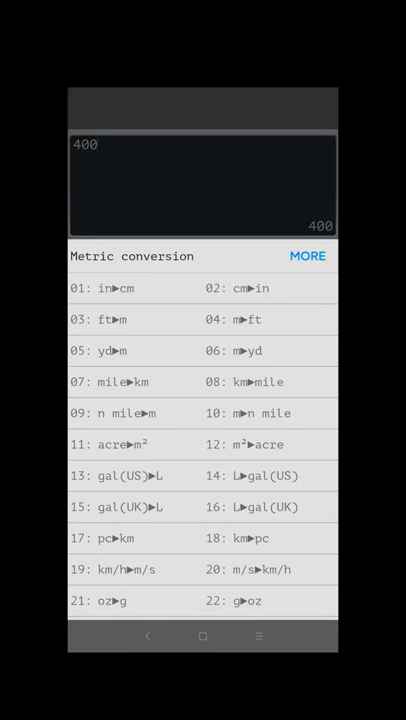 400
400
Metric conversion MORE
01: in▶cm 02: cm▶in
03: ft▶m 04: m▶ft
05: yd▶m 06: m▶yd
07: mile▶km 08: km▶mile
09: n mile▶m 10: m▶n mile
11: acre▶m² 12: m²▶acre
13: gal(US)▶L 14: L▶gal(US)
15: gal(UK)▶L 16: L▶gal(UK)
17: pc▶km 18: km▶pc
19: km/h▶m/s 20: m/s▶km/h
21: oz▶g 22: g▶oz